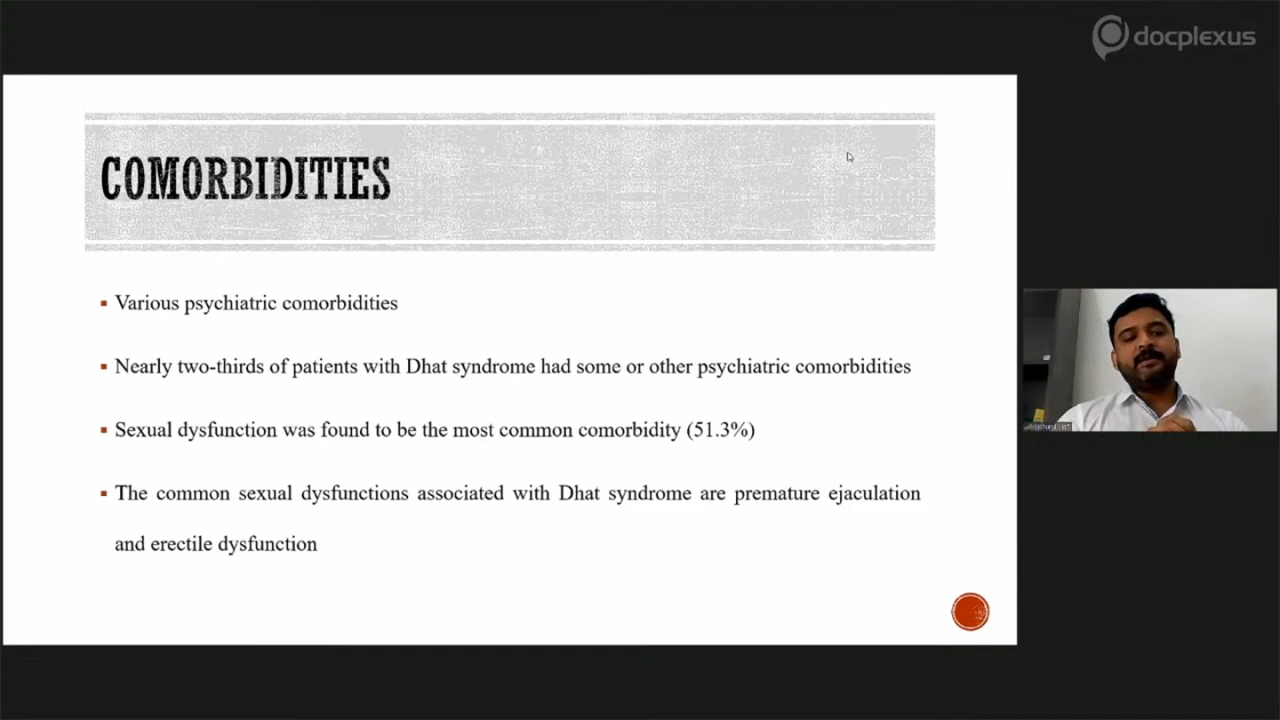 docplexus
COMORBIDITIES
Various psychiatric comorbidities
Nearly two-thirds of patients with Dhat syndrome had some or other psychiatric comorbidities
Sexual dysfunction was found to be the most common comorbidity (51.3%)
The common sexual dysfunctions associated with Dhat syndrome are premature ejaculation
and erectile dysfunction